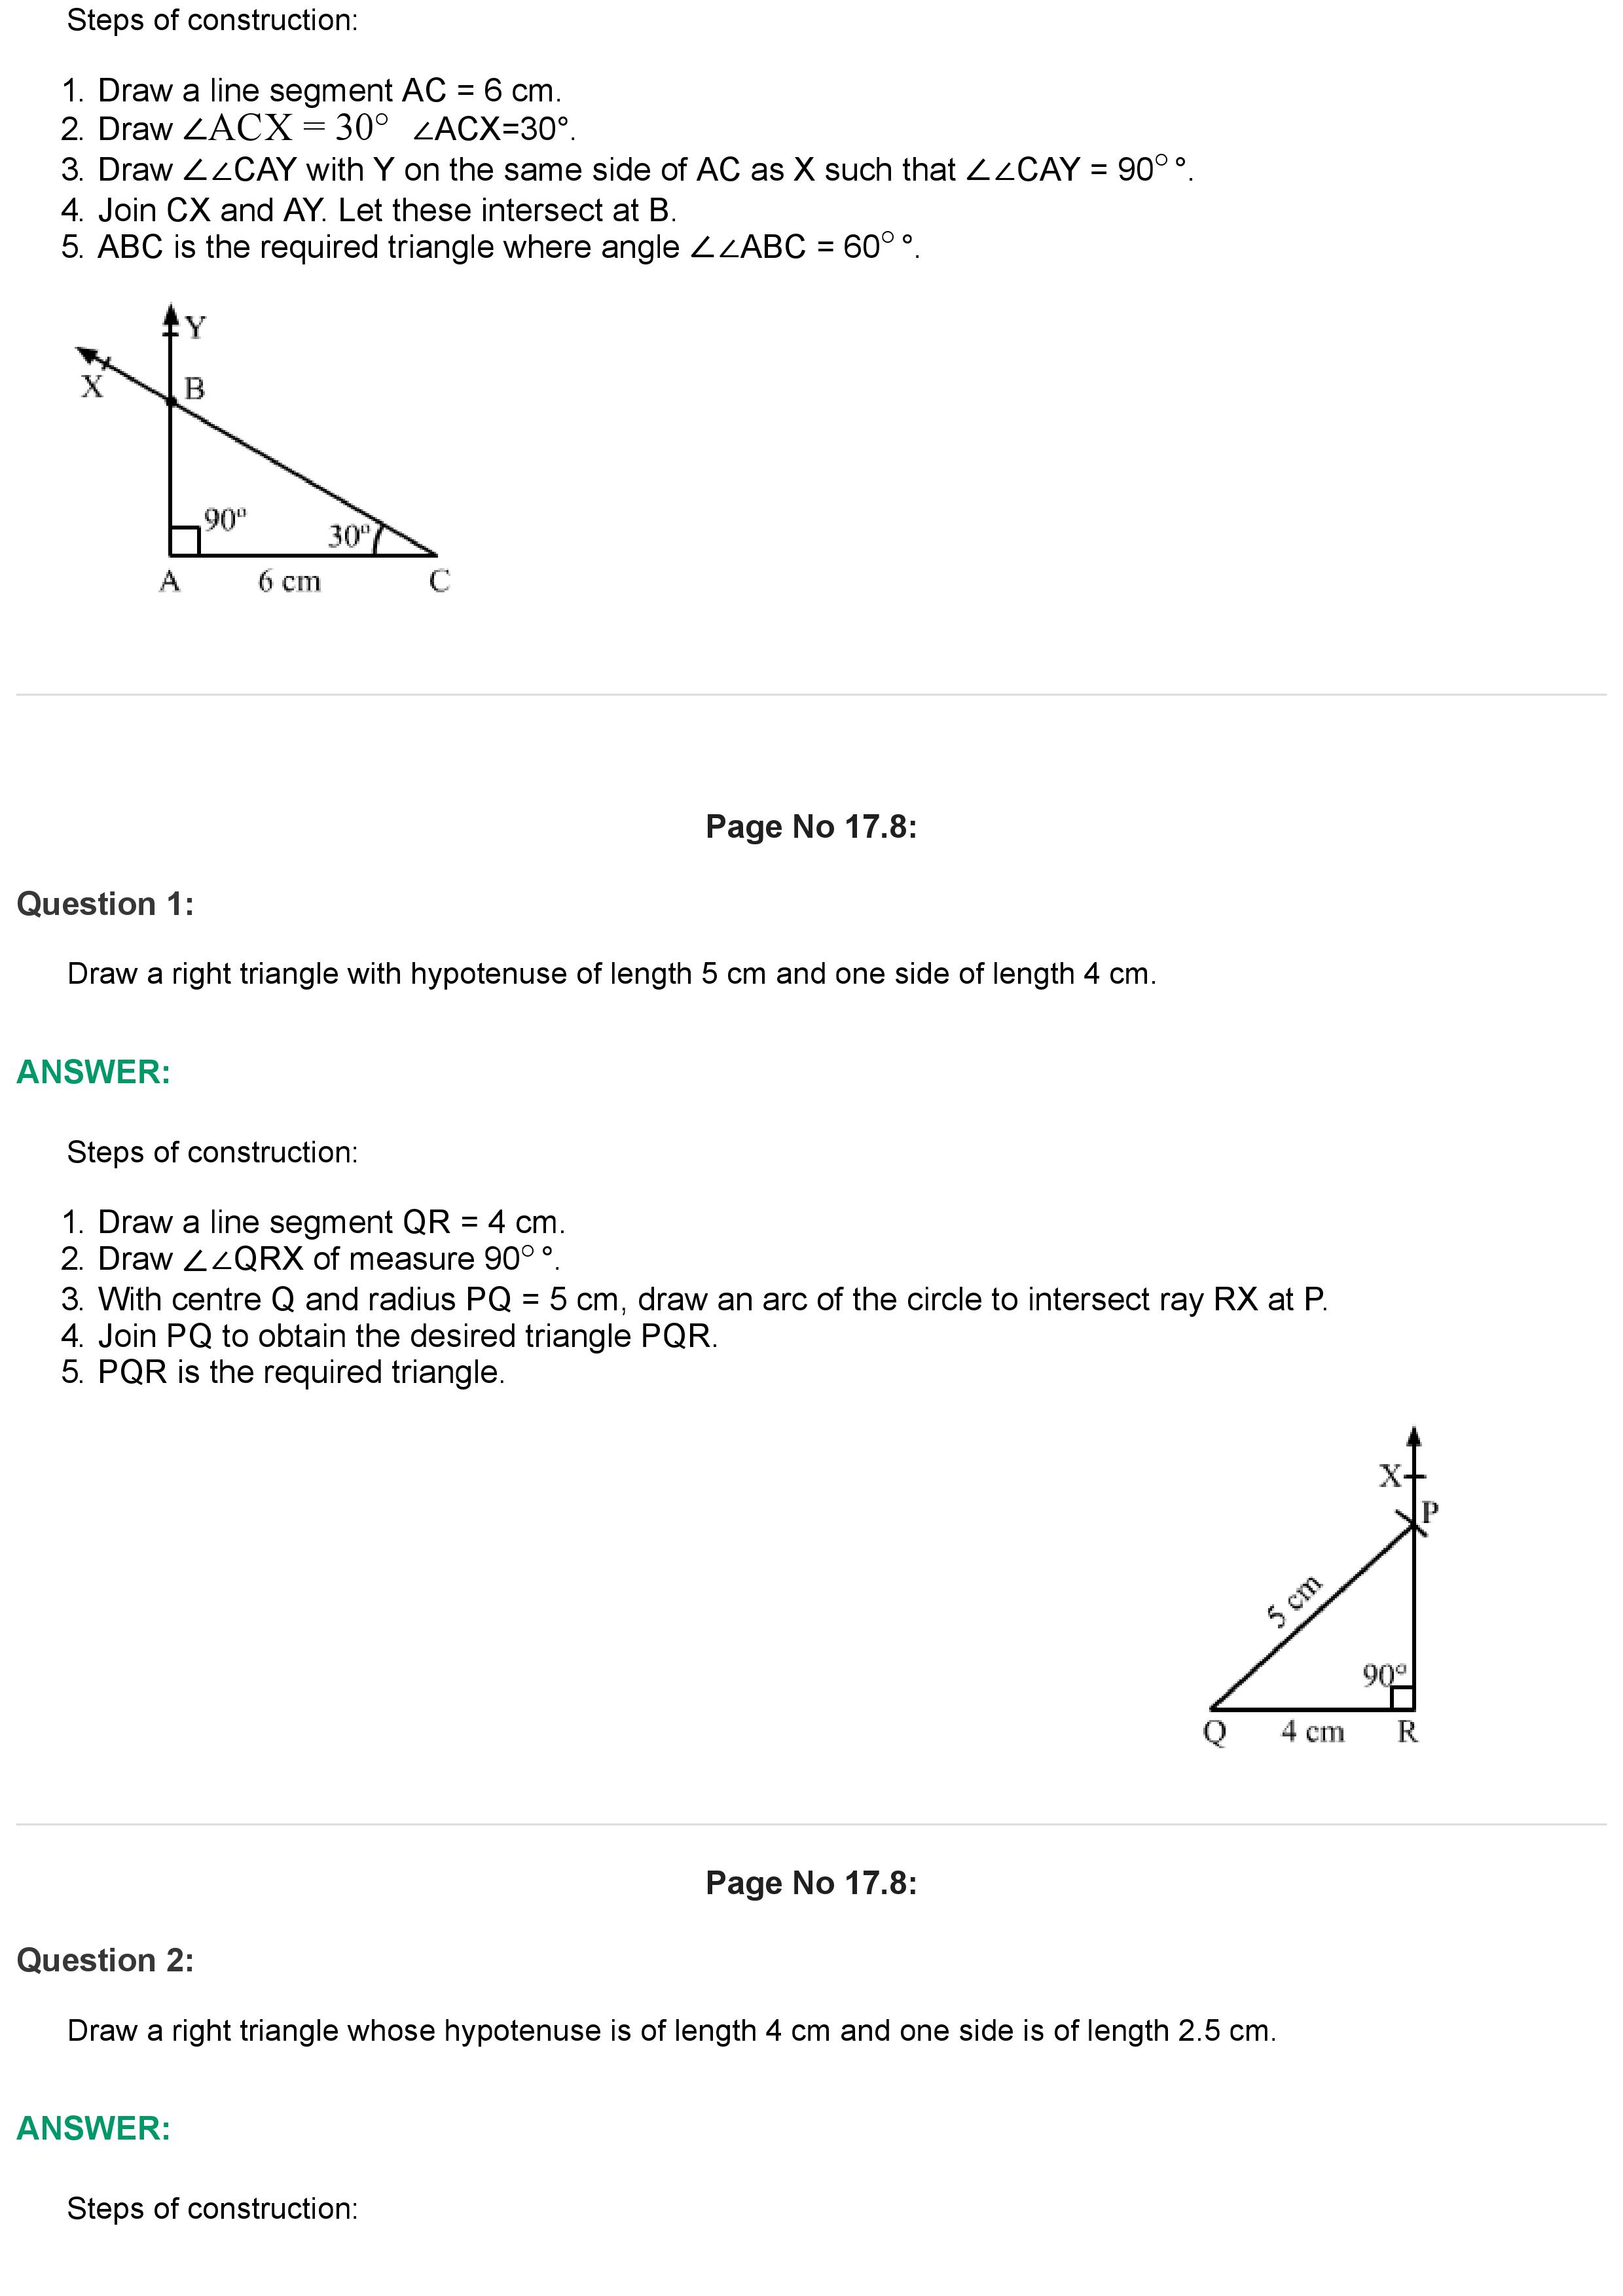 Steps of construction:
1. Draw a line segment AC = 6 cm.
2. Draw ∠ACX = 30° ∠ACX=30°.
3. Draw ∠∠CAY with Y on the same side of AC as X such that ∠∠CAY = 90°°.
4. Join CX and AY. Let these intersect at B.
5. ABC is the required triangle where angle ∠∠ABC = 60°°.
Y
X
B
90°
30°
A
6 cm
C
Page No 17.8:
Question 1:
Draw a right triangle with hypotenuse of length 5 cm and one side of length 4 cm.
ANSWER:
Steps of construction:
1. Draw a line segment QR = 4 cm.
2. Draw ∠∠QRX of measure 90°°.
3. With centre Q and radius PQ = 5 cm, draw an arc of the circle to intersect ray RX at P.
4. Join PQ to obtain the desired triangle PQR.
5. PQR is the required triangle.
X
P
5 cm
90°
Q
4 cm
R
Page No 17.8:
Question 2:
Draw a right triangle whose hypotenuse is of length 4 cm and one side is of length 2.5 cm.
ANSWER:
Steps of construction: